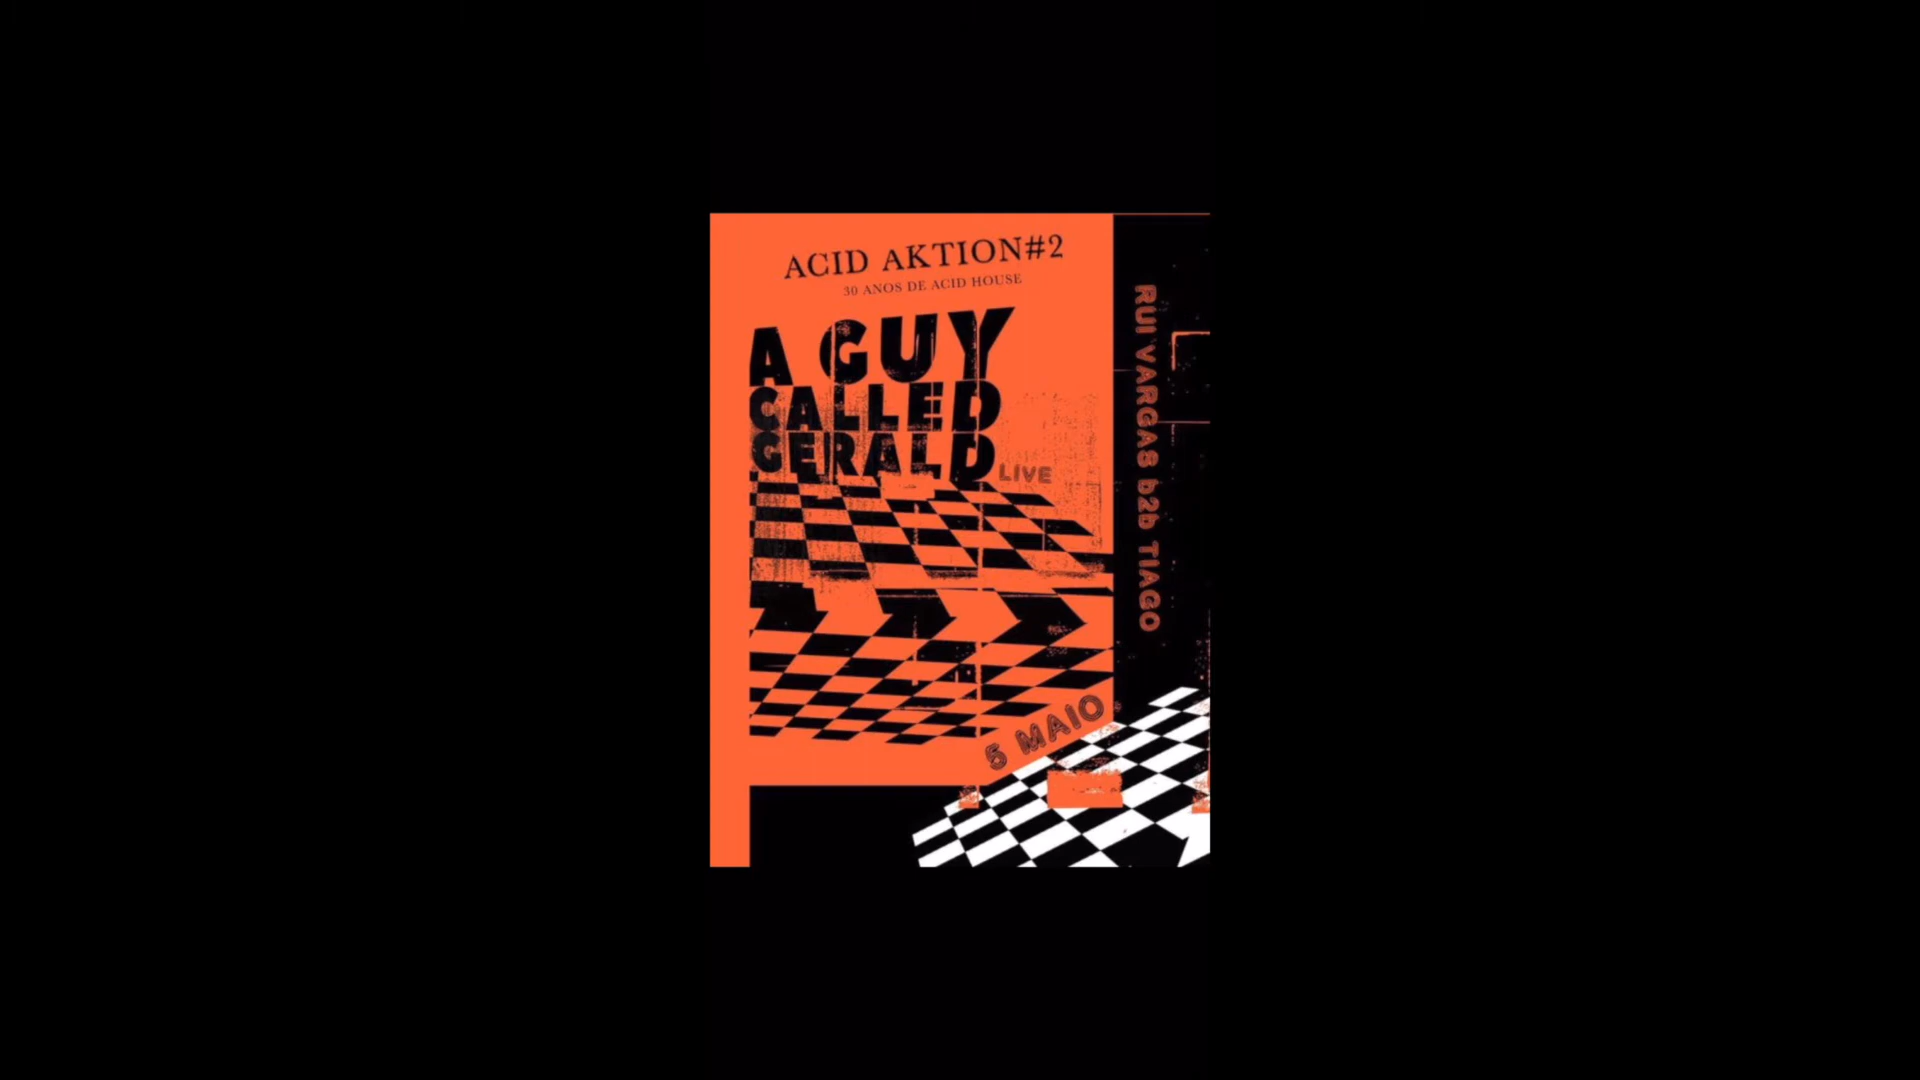 ACID AKTION#2
30 ANOS DE ACID HOUSE
A GUY
CALLED
GERALD
LIVE
RUI VARGAS b2b TIAGO
5 MAIO